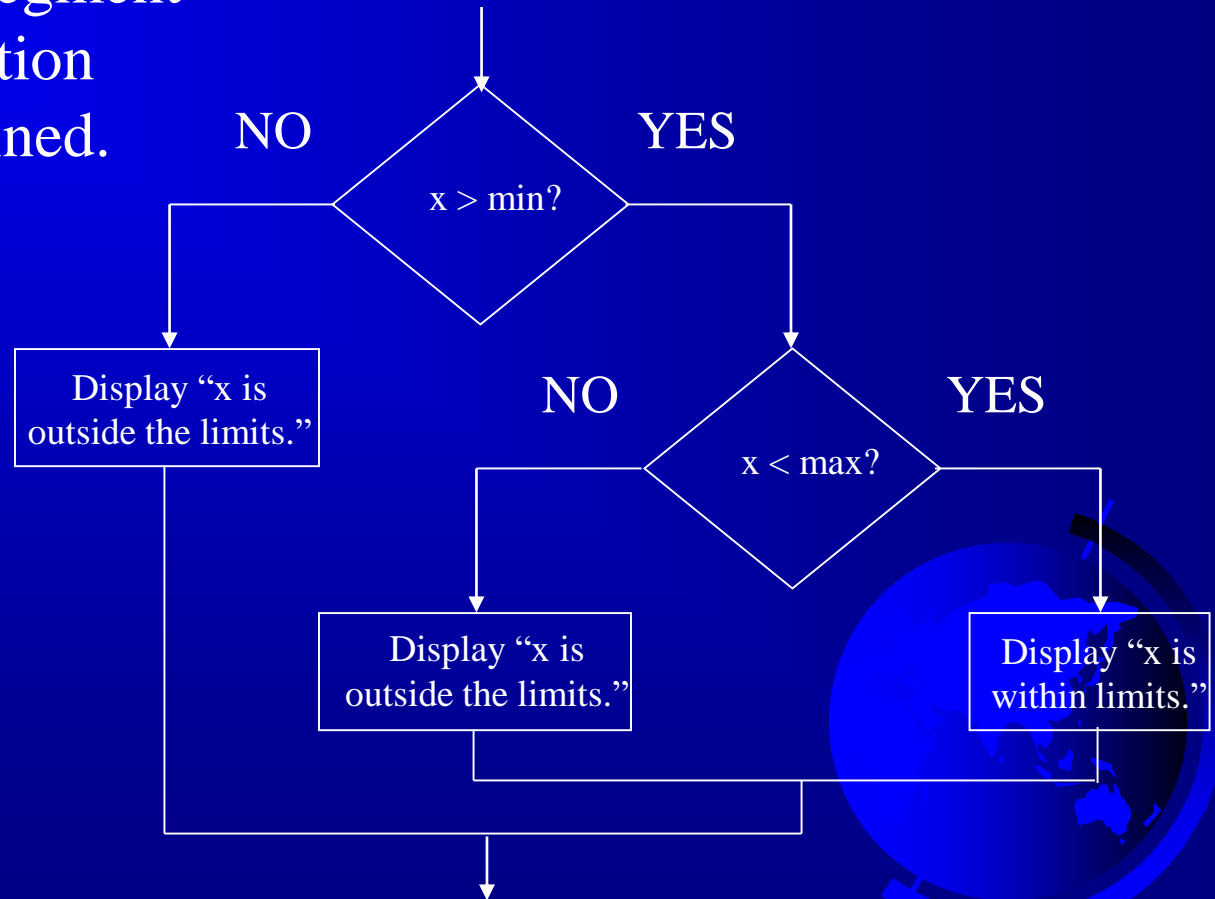 tion
NO
YES
x > min?
Display “x is
outside the limits.”
NO
YES
x < max?
Display “x is
outside the limits.”
Display “x is
within limits.”